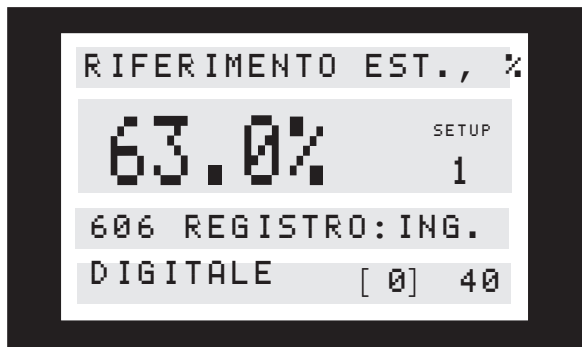 RIFERIMENTO EST., %
63.0%
SETUP
1
606 REGISTRO:ING.
DIGITALE [ 0] 40